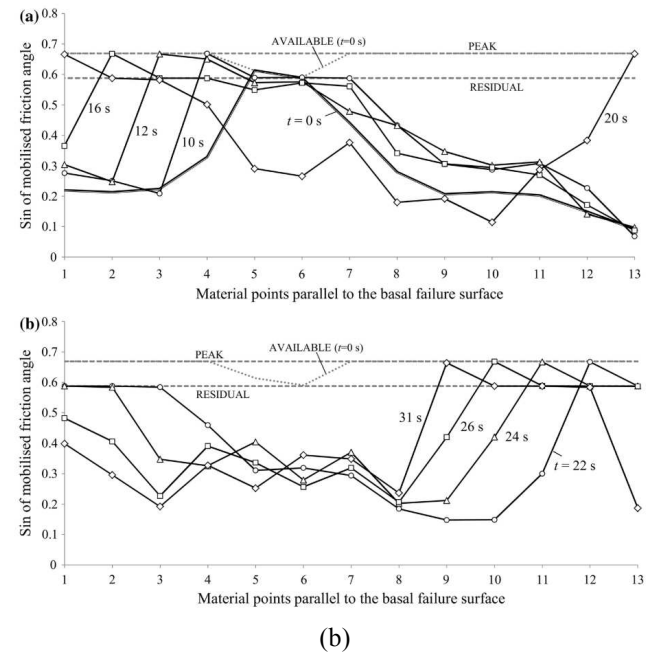 (a)
0.8
0.7
0.6
0.5
0.4
0.3
0.2
0.1
0
Sin of mobilised friction angle
AVAILABLE (t=0 s)
PEAK
RESIDUAL
16 s
12 s
10 s
t = 0 s
20 s
1 2 3 4 5 6 7 8 9 10 11 12 13
Material points parallel to the basal failure surface
(b)
0.8
0.7
0.6
0.5
0.4
0.3
0.2
0.1
0
Sin of mobilised friction angle
AVAILABLE (t=0 s)
PEAK
RESIDUAL
31 s
26 s
24 s
t = 22 s
1 2 3 4 5 6 7 8 9 10 11 12 13
Material points parallel to the basal failure surface
(b)